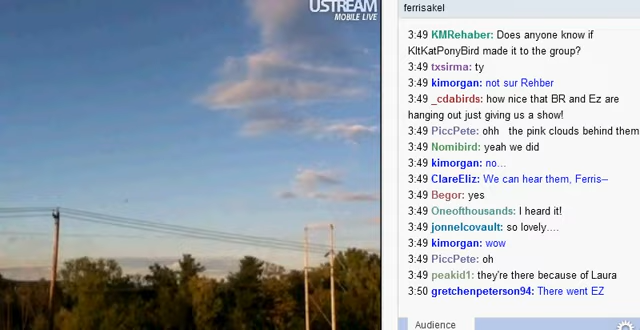 USTREAM
MOBILE LIVE
ferrisakel
3:49 KMRehaber: Does anyone know if
KItKatPonyBird made it to the group?
3:49 txsirma: ty
3:49 kimorgan: not sur Rehber
3:49 _cdabirds: how nice that BR and Ez are
hanging out just giving us a show!
3:49 PiccPete: ohh the pink clouds behind them
3:49 Nomibird: yeah we did
3:49 kimorgan: no...
3:49 ClareEliz: We can hear them, Ferris--
3:49 Begor: yes
3:49 Oneofthousands: I heard it!
3:49 jonnelcovault: so lovely....
3:49 kimorgan: wow
3:49 PiccPete: oh
3:49 peakid1: they're there because of Laura
3:50 gretchenpeterson94: There went EZ
Audience